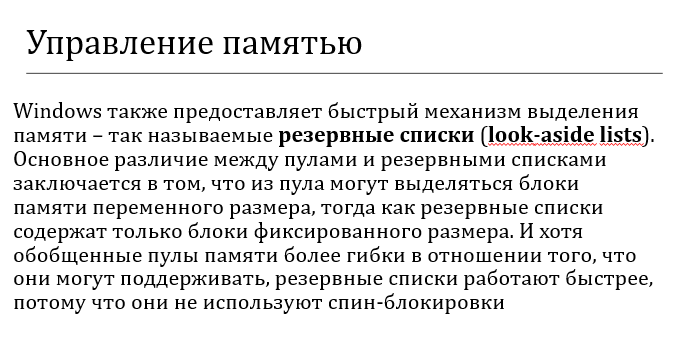 Управление памятью
Windows также предоставляет быстрый механизм выделения
памяти – так называемые резервные списки (look-aside lists).
Основное различие между пулами и резервными списками
заключается в том, что из пула могут выделяться блоки
памяти переменного размера, тогда как резервные списки
содержат только блоки фиксированного размера. И хотя
обобщенные пулы памяти более гибки в отношении того, что
они могут поддерживать, резервные списки работают быстрее,
потому что они не используют спин-блокировки